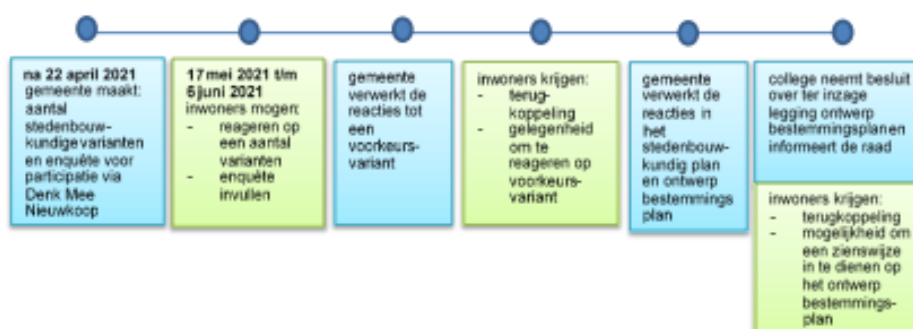 na 22 april 2021
gemeente maakt:
aantal
stedenbouw-
kundige varianten
en enquête voor
participatie via
Denk Mee
Nieuwkoop
17 mei 2021 t/m
6 juni 2021
inwoners mogen:
- reageren op
een aantal
varianten
- enquête
invullen
gemeente
verwerkt de
reacties tot
een
voorkeurs-
variant
inwoners krijgen:
- terug-
koppeling
- gelegenheid
om te
reageren op
voorkeurs-
variant
gemeente
verwerkt de
reacties in
het
stedenbouw-
kundig plan
en ontwerp
bestemmings
plan
college neemt besluit
over ter inzage
legging ontwerp
bestemmingsplan en
informeert de raad
inwoners krijgen:
- terugkoppeling
- mogelijkheid om
een zienswijze
in te dienen op
het ontwerp
bestemmings-
plan